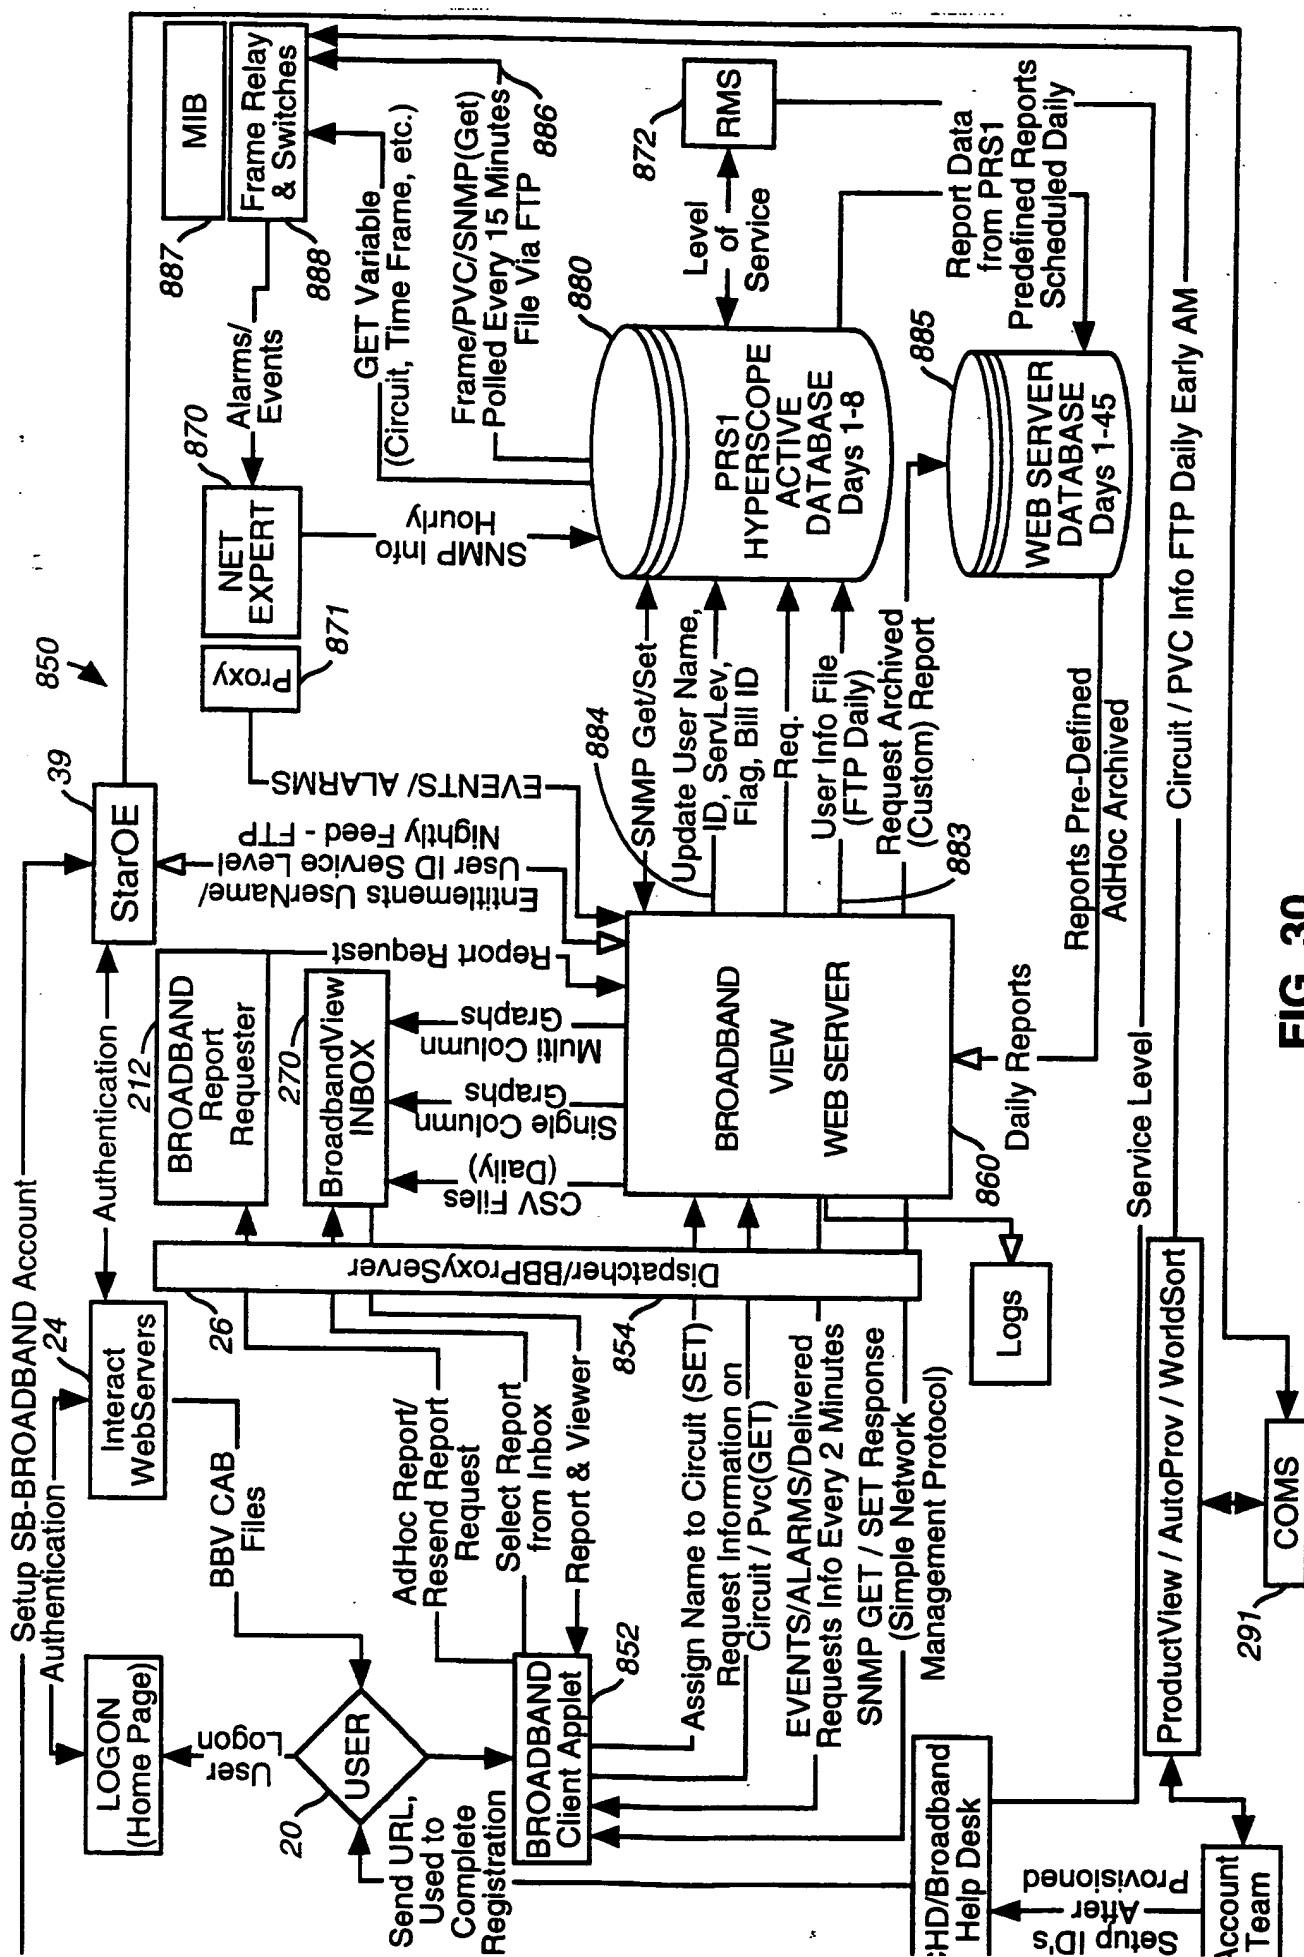 Setup SB-BROADBAND Account
Authentication
24
Authentication
39
StarOE
850
LOGON
(Home Page)
Interact
WebServers
212
BROADBAND
Report
Requester
User
Logon
BBV CAB
Files
26
270
BroadbandView
INBOX
Report Request
Entitlements UserName/
User ID Service Level
Nightly Feed - FTP
EVENTS/ ALARMS
Proxy
871
NET
EXPERT
870
Alarms/
Events
887
MIB
888
Frame Relay
& Switches
20
USER
Dispatcher/BBProxyServer
AdHoc Report/
Resend Report
Request
Select Report
from Inbox
Report & Viewer
CSV Files
(Daily)
Single Column
Graphs
Multi Column
Graphs
SNMP Info
Hourly
GET Variable
(Circuit, Time Frame, etc.)
Frame/PVC/SNMP(Get)
Polled Every 15 Minutes
File Via FTP
886
Send URL,
Used to
Complete
Registration
BROADBAND
Client Applet
852
854
Assign Name to Circuit (SET)
Request Information on
Circuit / Pvc(GET)
EVENTS/ALARMS/Delivered
Requests Info Every 2 Minutes
SNMP GET / SET Response
(Simple Network
Management Protocol)
BROADBAND
VIEW
WEB SERVER
860
884
SNMP Get/Set
Update User Name,
ID, ServLev,
Flag, Bill ID
Req.
User Info File
(FTP Daily)
Request Archived
(Custom) Report
883
880
PRS1
HYPERSCOPE
ACTIVE
DATABASE
Days 1-8
Level
of
Service
872
RMS
885
WEB SERVER
DATABASE
Days 1-45
Report Data
from PRS1
Predefined Reports
Scheduled Daily
Logs
Daily Reports
Reports Pre-Defined
AdHoc Archived
CHD/Broadband
Help Desk
Service Level
Setup ID's
After
Provisioned
Account
Team
ProductView / AutoProv / WorldSort
Circuit / PVC Info FTP Daily Early AM
291
COMS
FIG. 30